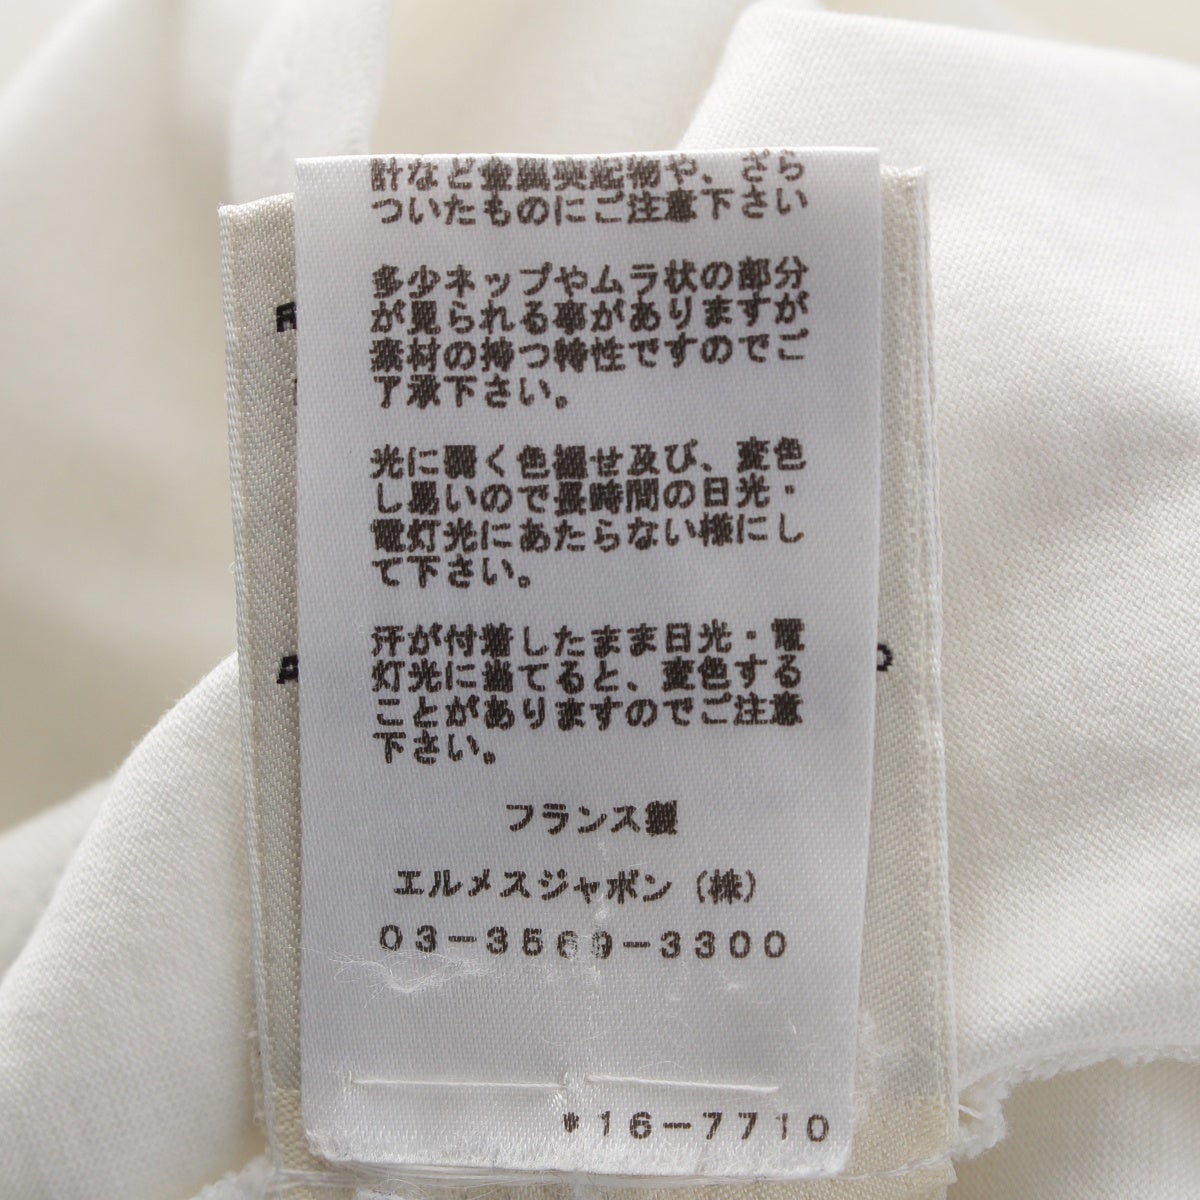 計など金属突起物や、ざら
ついたものにご注意下さい
多少ネップやムラ状の部分
が見られる事がありますが
素材の持つ特性ですのでご
了承下さい。
光に弱く色褪せ及び、変色
し易いので長時間の日光・
電灯光にあたらない様にし
て下さい。
汗が付着したまま日光・電
灯光に当てると、変色する
ことがありますのでご注意
下さい。
フランス製
エルメスジャポン（株）
03-3569-3300
*16-7710